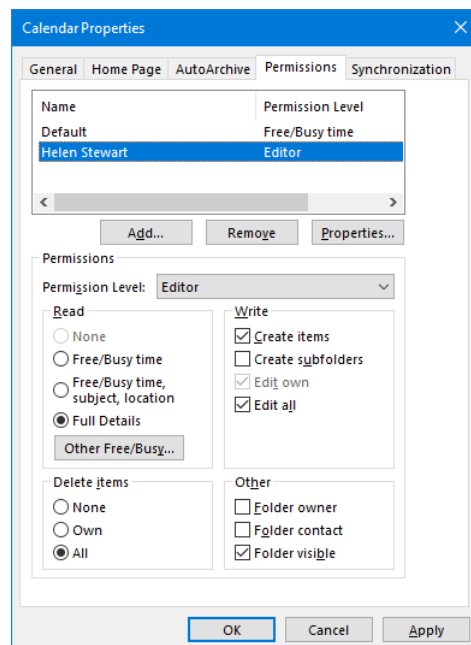 Calendar Properties
General Home Page AutoArchive Permissions Synchronization
Name Permission Level
Default Free/Busy time
Helen Stewart Editor
Add... Remove Properties...
Permissions
Permission Level: Editor
Read
None
Free/Busy time
Free/Busy time,
subject, location
Full Details
Other Free/Busy...
Write
Create items
Create subfolders
Edit own
Edit all
Delete items
None
Own
All
Other
Folder owner
Folder contact
Folder visible
OK Cancel Apply